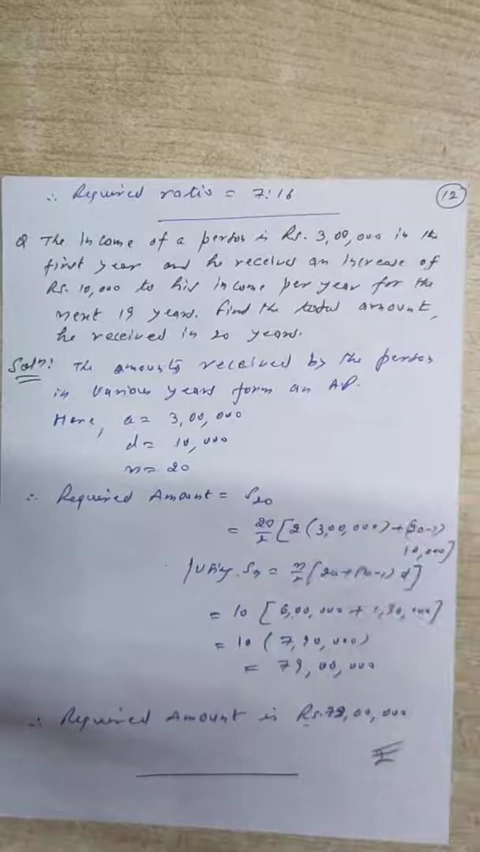 ∴ Required ratio = 7:16
12
Q The Income of a person is Rs. 3,00,000 in the
first year and he receives an increase of
Rs. 10,000 to his income per year for the
next 19 years. Find the total amount,
he received in 20 years.
Soln: The amounts received by the person
in various years form an AP.
Here, a = 3,00,000
d = 10,000
n = 20
∴ Required Amount = S20
= 20/2 [2(3,00,000)+(20-1)
10,000]
|Using Sn = n/2 [2a+(n-1)d]
= 10 [6,00,000 + 1,90,000]
= 10 (7,90,000)
= 79,00,000
∴ Required Amount is Rs. 79,00,000